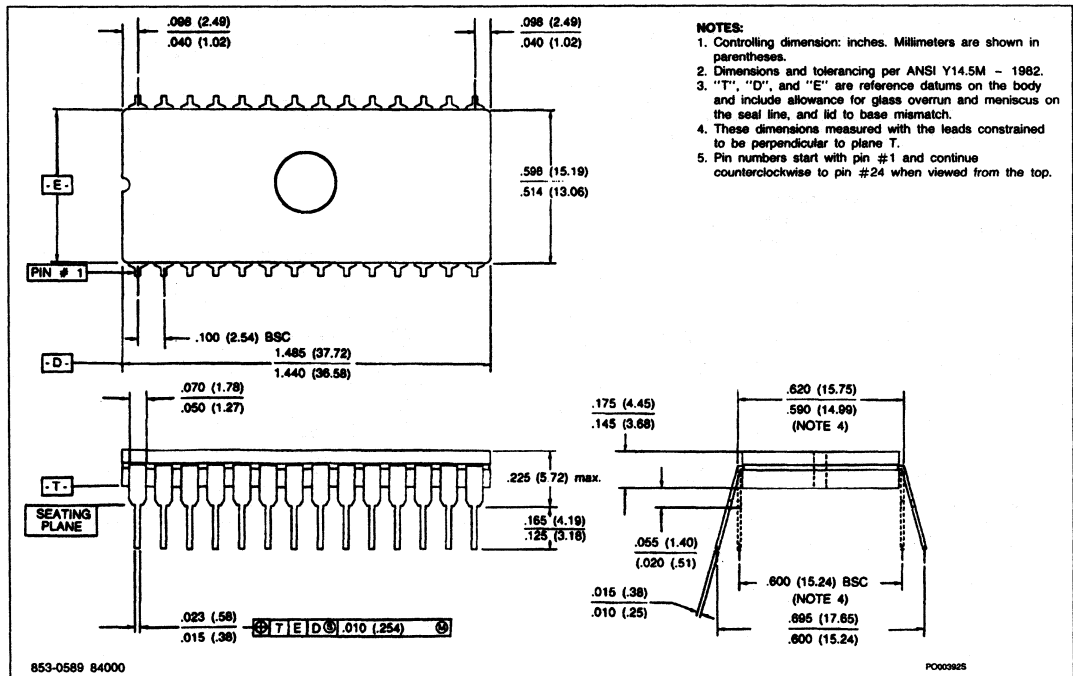 .098 (2.49)
.040 (1.02)
.098 (2.49)
.040 (1.02)
NOTES:
1. Controlling dimension: inches. Millimeters are shown in
parentheses.
2. Dimensions and tolerancing per ANSI Y14.5M – 1982.
3. "T", "D", and "E" are reference datums on the body
and include allowance for glass overrun and meniscus on
the seal line, and lid to base mismatch.
4. These dimensions measured with the leads constrained
to be perpendicular to plane T.
5. Pin numbers start with pin #1 and continue
counterclockwise to pin #24 when viewed from the top.
- E -
.598 (15.19)
.514 (13.06)
PIN # 1
.100 (2.54) BSC
- D -
1.485 (37.72)
1.440 (36.58)
.070 (1.78)
.050 (1.27)
.620 (15.75)
.590 (14.99)
(NOTE 4)
.175 (4.45)
.145 (3.68)
.225 (5.72) max.
- T -
SEATING
PLANE
.165 (4.19)
.125 (3.18)
.055 (1.40)
(.020 (.51)
.600 (15.24) BSC
(NOTE 4)
.015 (.38)
.010 (.25)
.695 (17.65)
.600 (15.24)
.023 (.58)
.015 (.38)
⌖ T E D Ⓢ .010 (.254) Ⓜ
853-0589 84000
PO00392S